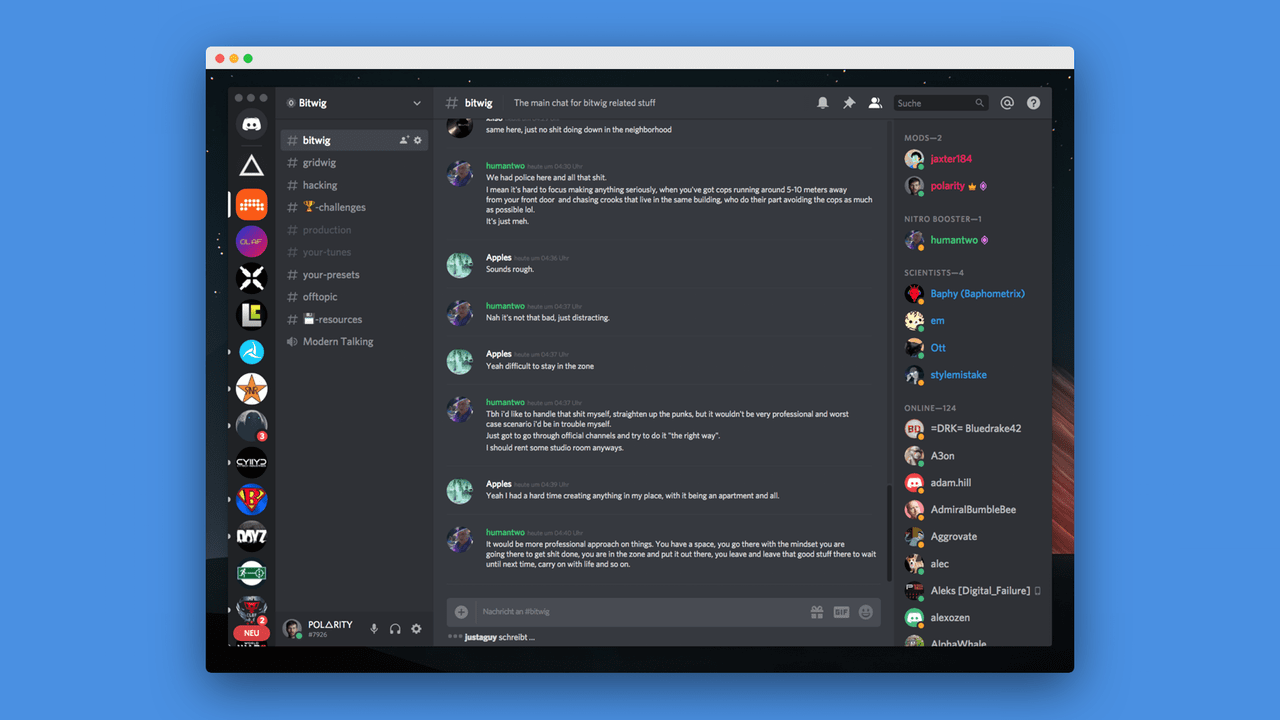 Bitwig
# bitwig
# gridwig
# hacking
# 🏆-challenges
# production
# your-tunes
# your-presets
# offtopic
# 💾-resources
Modern Talking
OLAF
3
CYIIYD
DAYZ
2
NEU
POL△RITY
#7926
# bitwig The main chat for bitwig related stuff
Suche
same here, just no shit doing down in the neighborhood
humantwo heute um 04:30 Uhr
We had police here and all that shit.
I mean it's hard to focus making anything seriously, when you've got cops running around 5-10 meters away
from your front door and chasing crooks that live in the same building, who do their part avoiding the cops as much
as possible lol.
It's just meh.
Apples heute um 04:36 Uhr
Sounds rough.
humantwo heute um 04:37 Uhr
Nah it's not that bad, just distracting.
Apples heute um 04:37 Uhr
Yeah difficult to stay in the zone
humantwo heute um 04:37 Uhr
Tbh i'd like to handle that shit myself, straighten up the punks, but it wouldn't be very professional and worst
case scenario i'd be in trouble myself.
Just got to go through official channels and try to do it "the right way".
I should rent some studio room anyways.
Apples heute um 04:39 Uhr
Yeah I had a hard time creating anything in my place, with it being an apartment and all.
humantwo heute um 04:40 Uhr
It would be more professional approach on things. You have a space, you go there with the mindset you are
going there to get shit done, you are in the zone and put it out there, you leave and leave that good stuff there to wait
until next time, carry on with life and so on.
Nachricht an #bitwig
GIF
justaguy schreibt ...
MODS—2
jaxter184
polarity
NITRO BOOSTER—1
humantwo
SCIENTISTS—4
Baphy (Baphometrix)
em
Ott
stylemistake
ONLINE—124
=DRK= Bluedrake42
A3on
adam.hill
AdmiralBumbleBee
Aggrovate
alec
Aleks [Digital_Failure]
alexozen
AlphaWhale